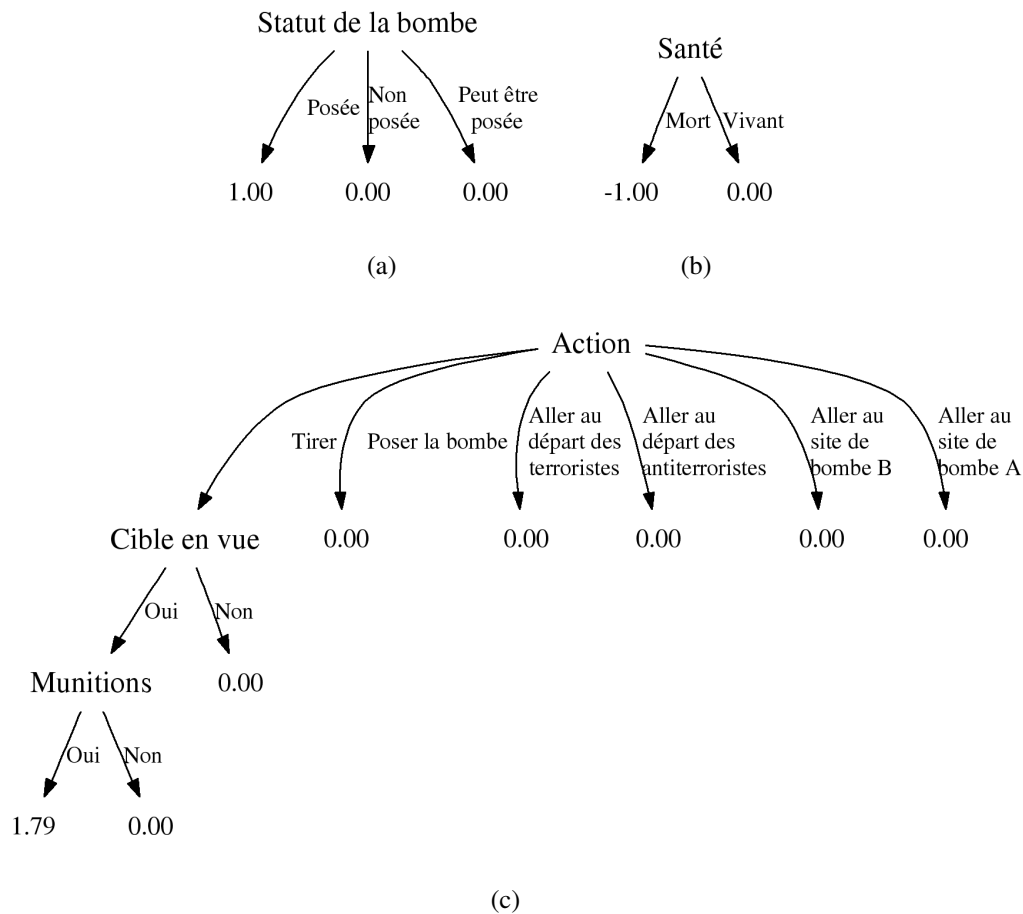 Statut de la bombe
Santé
Posée
Non
posée
Peut être
posée
Mort
Vivant
1.00
0.00
0.00
-1.00
0.00
(a)
(b)
Action
Tirer
Poser la bombe
Aller au
départ des
terroristes
Aller au
départ des
antiterroristes
Aller au
site de
bombe B
Aller au
site de
bombe A
Cible en vue
0.00
0.00
0.00
0.00
0.00
Oui
Non
Munitions
0.00
Oui
Non
1.79
0.00
(c)